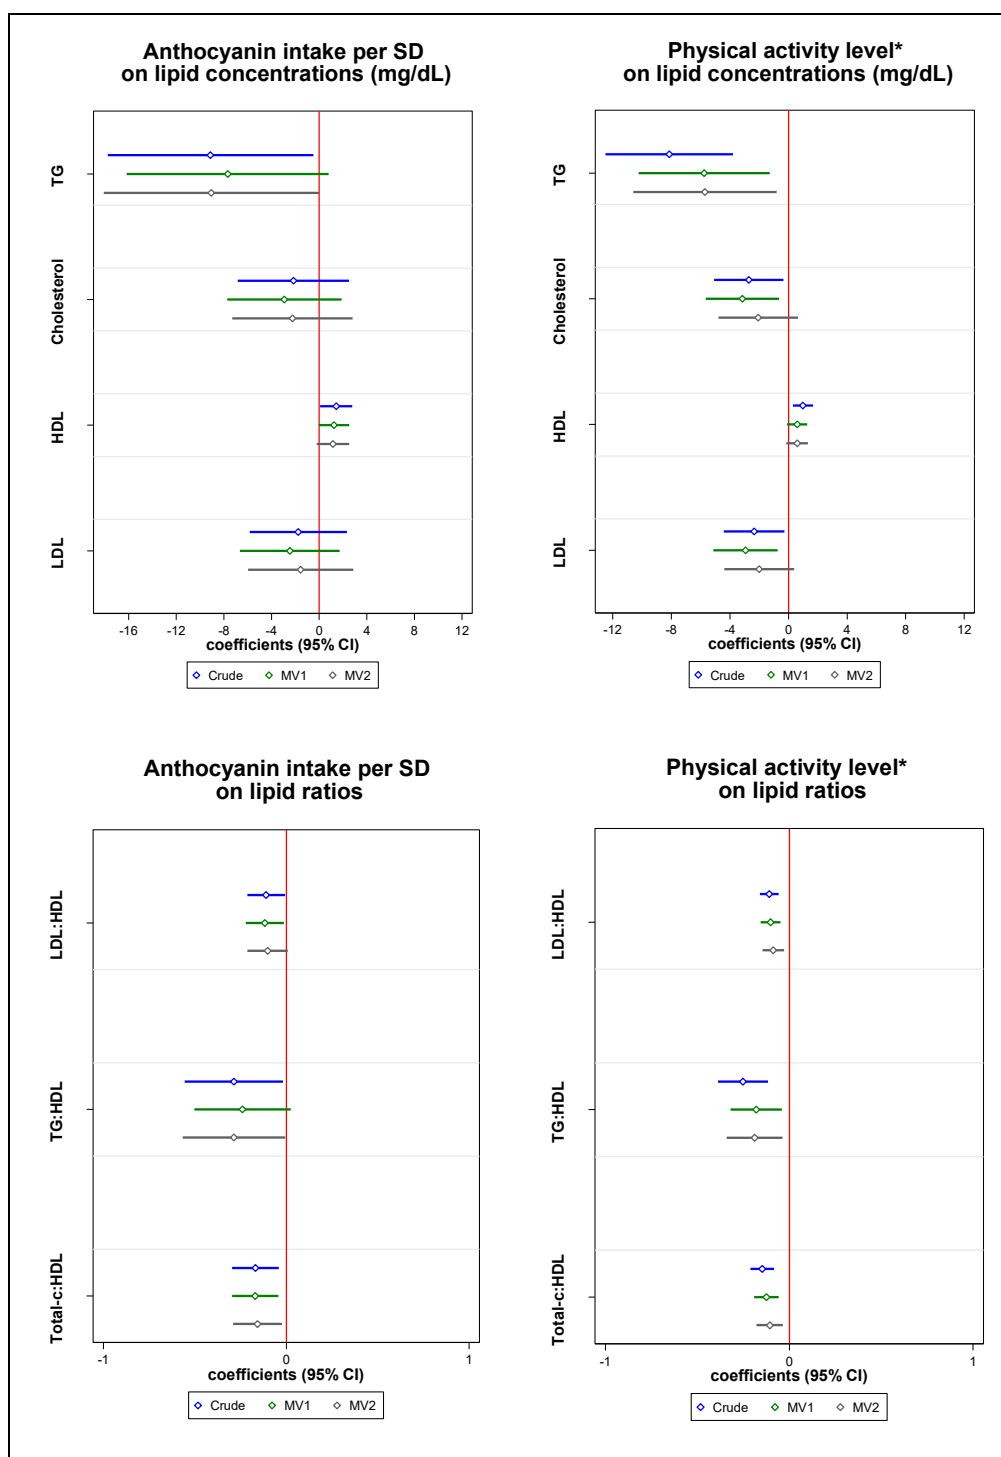 Anthocyanin intake per SD
on lipid concentrations (mg/dL)
TG
Cholesterol
HDL
LDL
-16 -12 -8 -4 0 4 8 12
coefficients (95% CI)
Crude MV1 MV2
Physical activity level*
on lipid concentrations (mg/dL)
TG
Cholesterol
HDL
LDL
-12 -8 -4 0 4 8 12
coefficients (95% CI)
Crude MV1 MV2
Anthocyanin intake per SD
on lipid ratios
LDL:HDL
TG:HDL
Total-c:HDL
-1 0 1
coefficients (95% CI)
Crude MV1 MV2
Physical activity level*
on lipid ratios
LDL:HDL
TG:HDL
Total-c:HDL
-1 0 1
coefficients (95% CI)
Crude MV1 MV2